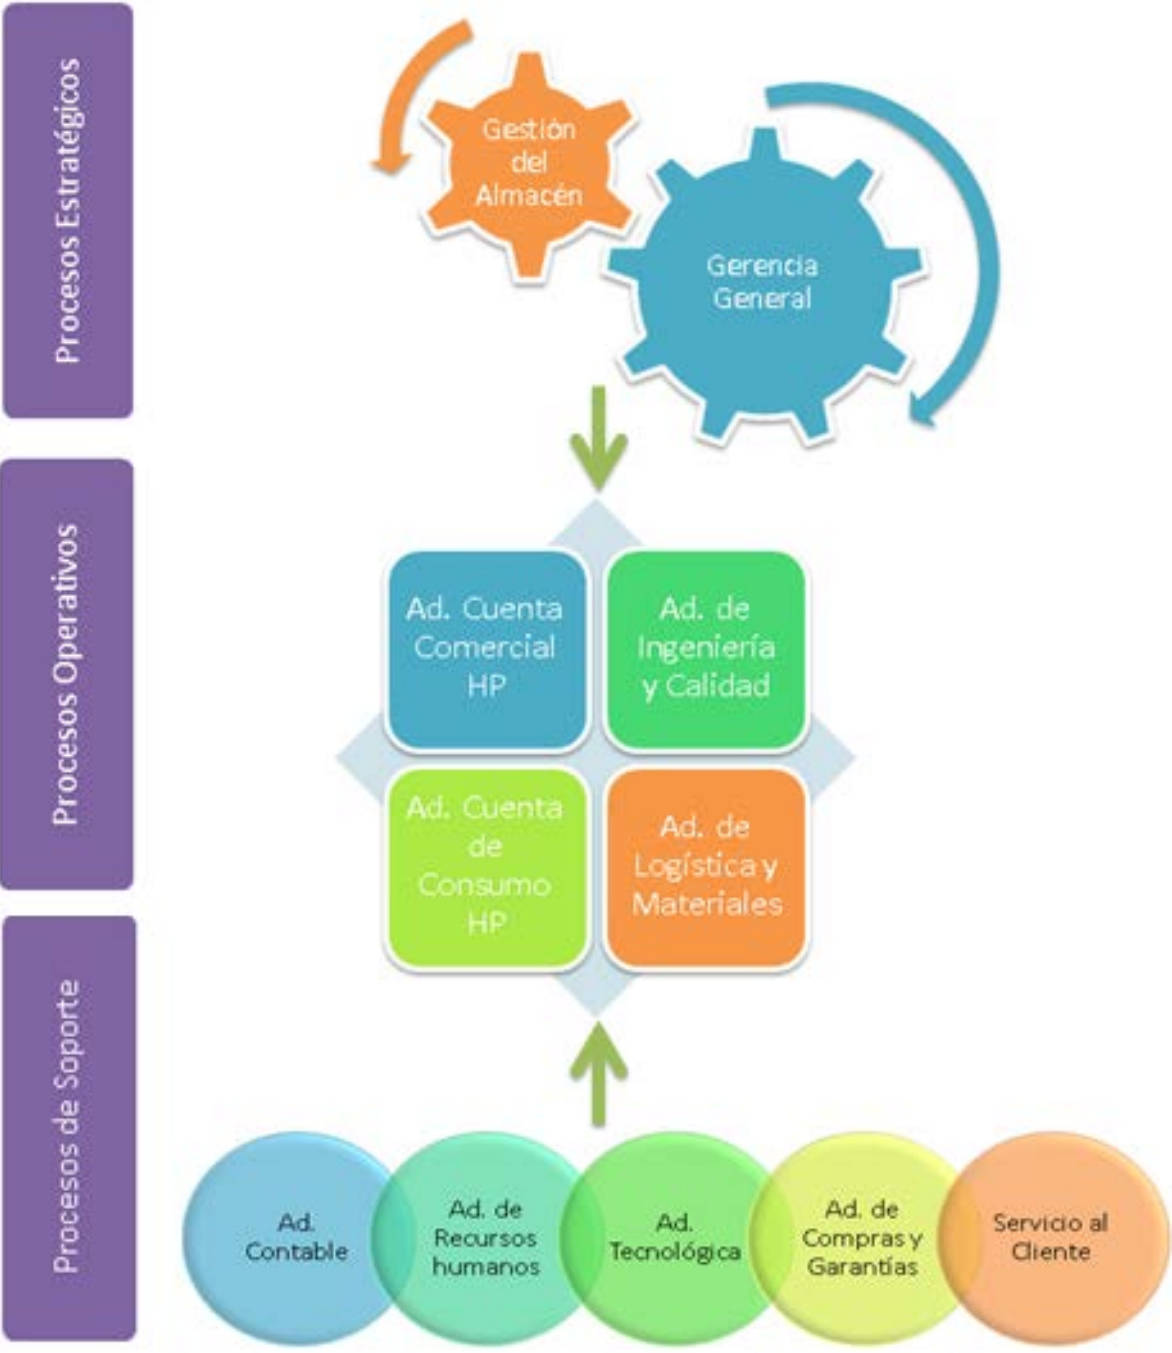 Procesos Estratégicos
Gestión
del
Almacén
Gerencia
General
Procesos Operativos
Ad. Cuenta
Comercial
HP
Ad. de
Ingeniería
y Calidad
Ad. Cuenta
de
Consumo
HP
Ad. de
Logística y
Materiales
Procesos de Soporte
Ad.
Contable
Ad. de
Recursos
humanos
Ad.
Tecnológica
Ad. de
Compras y
Garantías
Servicio al
Cliente